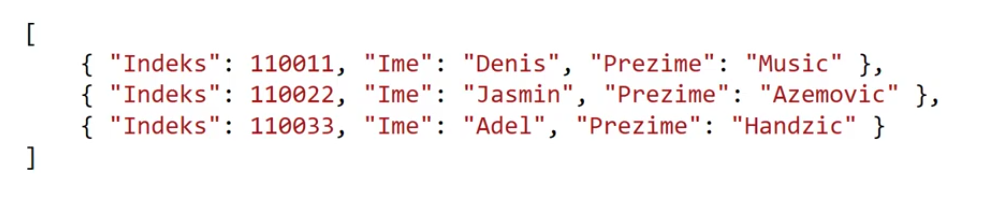 [
{ "Indeks": 110011, "Ime": "Denis", "Prezime": "Music" },
{ "Indeks": 110022, "Ime": "Jasmin", "Prezime": "Azemovic" },
{ "Indeks": 110033, "Ime": "Adel", "Prezime": "Handzic" }
]